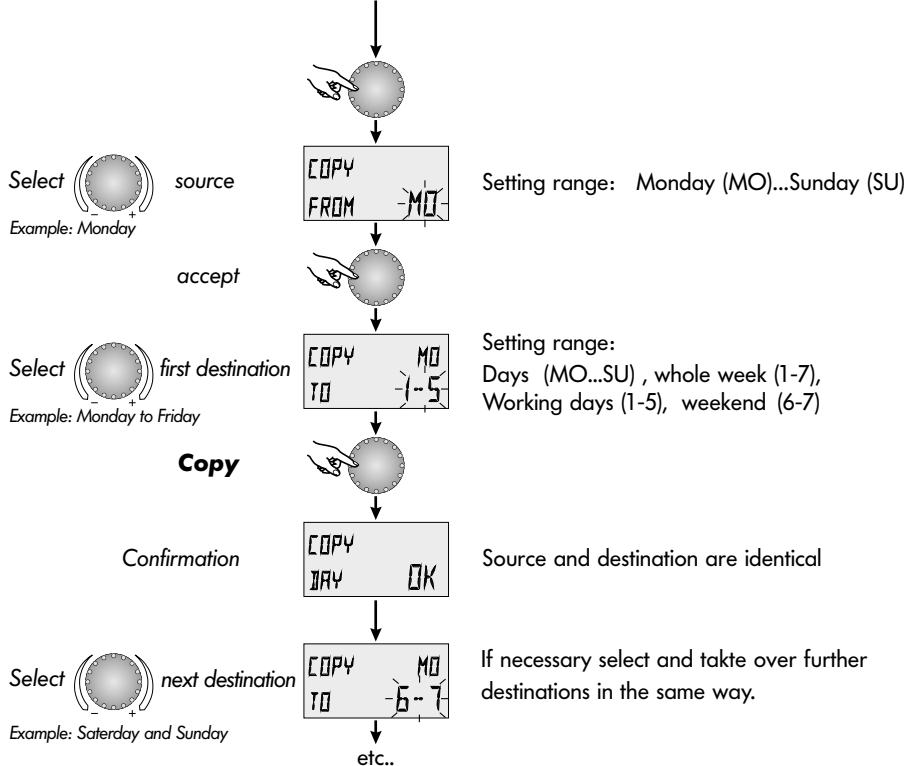 Select source
- +
Example: Monday
COPY
FROM MO
Setting range: Monday (MO)...Sunday (SU)
accept
Select first destination
- +
Example: Monday to Friday
COPY MO
TO 1-5
Setting range:
Days (MO...SU) , whole week (1-7),
Working days (1-5), weekend (6-7)
Copy
Confirmation
COPY
DAY OK
Source and destination are identical
Select next destination
- +
Example: Saterday and Sunday
COPY MO
TO 6-7
If necessary select and takte over further
destinations in the same way.
etc..